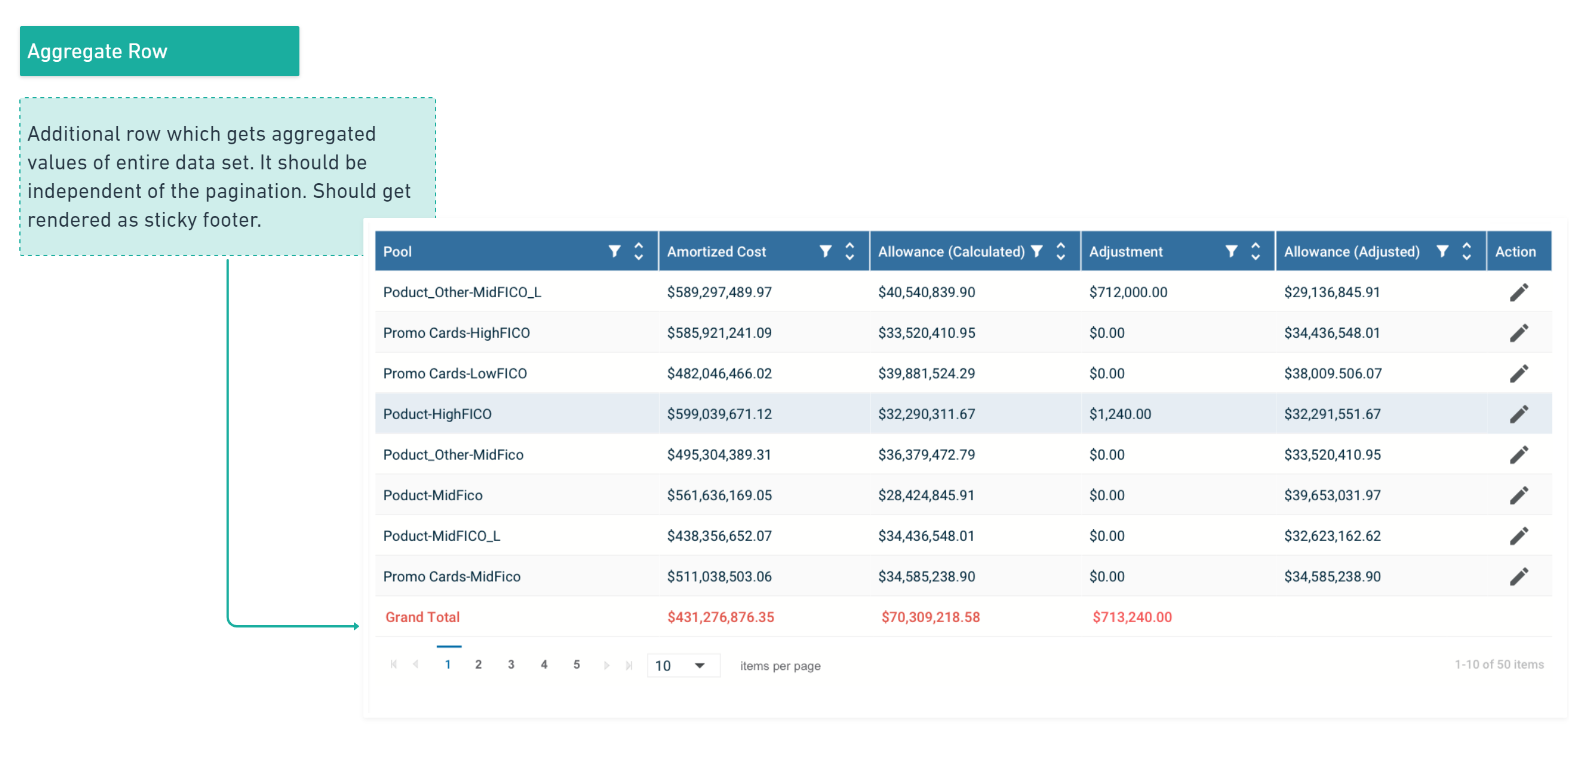 Aggregate Row
Additional row which gets aggregated
values of entire data set. It should be
independent of the pagination. Should get
rendered as sticky footer.
Pool Amortized Cost Allowance (Calculated) Adjustment Allowance (Adjusted) Action
Poduct_Other-MidFICO_L $589,297,489.97 $40,540,839.90 $712,000.00 $29,136,845.91
Promo Cards-HighFICO $585,921,241.09 $33,520,410.95 $0.00 $34,436,548.01
Promo Cards-LowFICO $482,046,466.02 $39,881,524.29 $0.00 $38,009.506.07
Poduct-HighFICO $599,039,671.12 $32,290,311.67 $1,240.00 $32,291,551.67
Poduct_Other-MidFico $495,304,389.31 $36,379,472.79 $0.00 $33,520,410.95
Poduct-MidFico $561,636,169.05 $28,424,845.91 $0.00 $39,653,031.97
Poduct-MidFICO_L $438,356,652.07 $34,436,548.01 $0.00 $32,623,162.62
Promo Cards-MidFico $511,038,503.06 $34,585,238.90 $0.00 $34,585,238.90
Grand Total $431,276,876.35 $70,309,218.58 $713,240.00
1 2 3 4 5 10 items per page 1-10 of 50 items